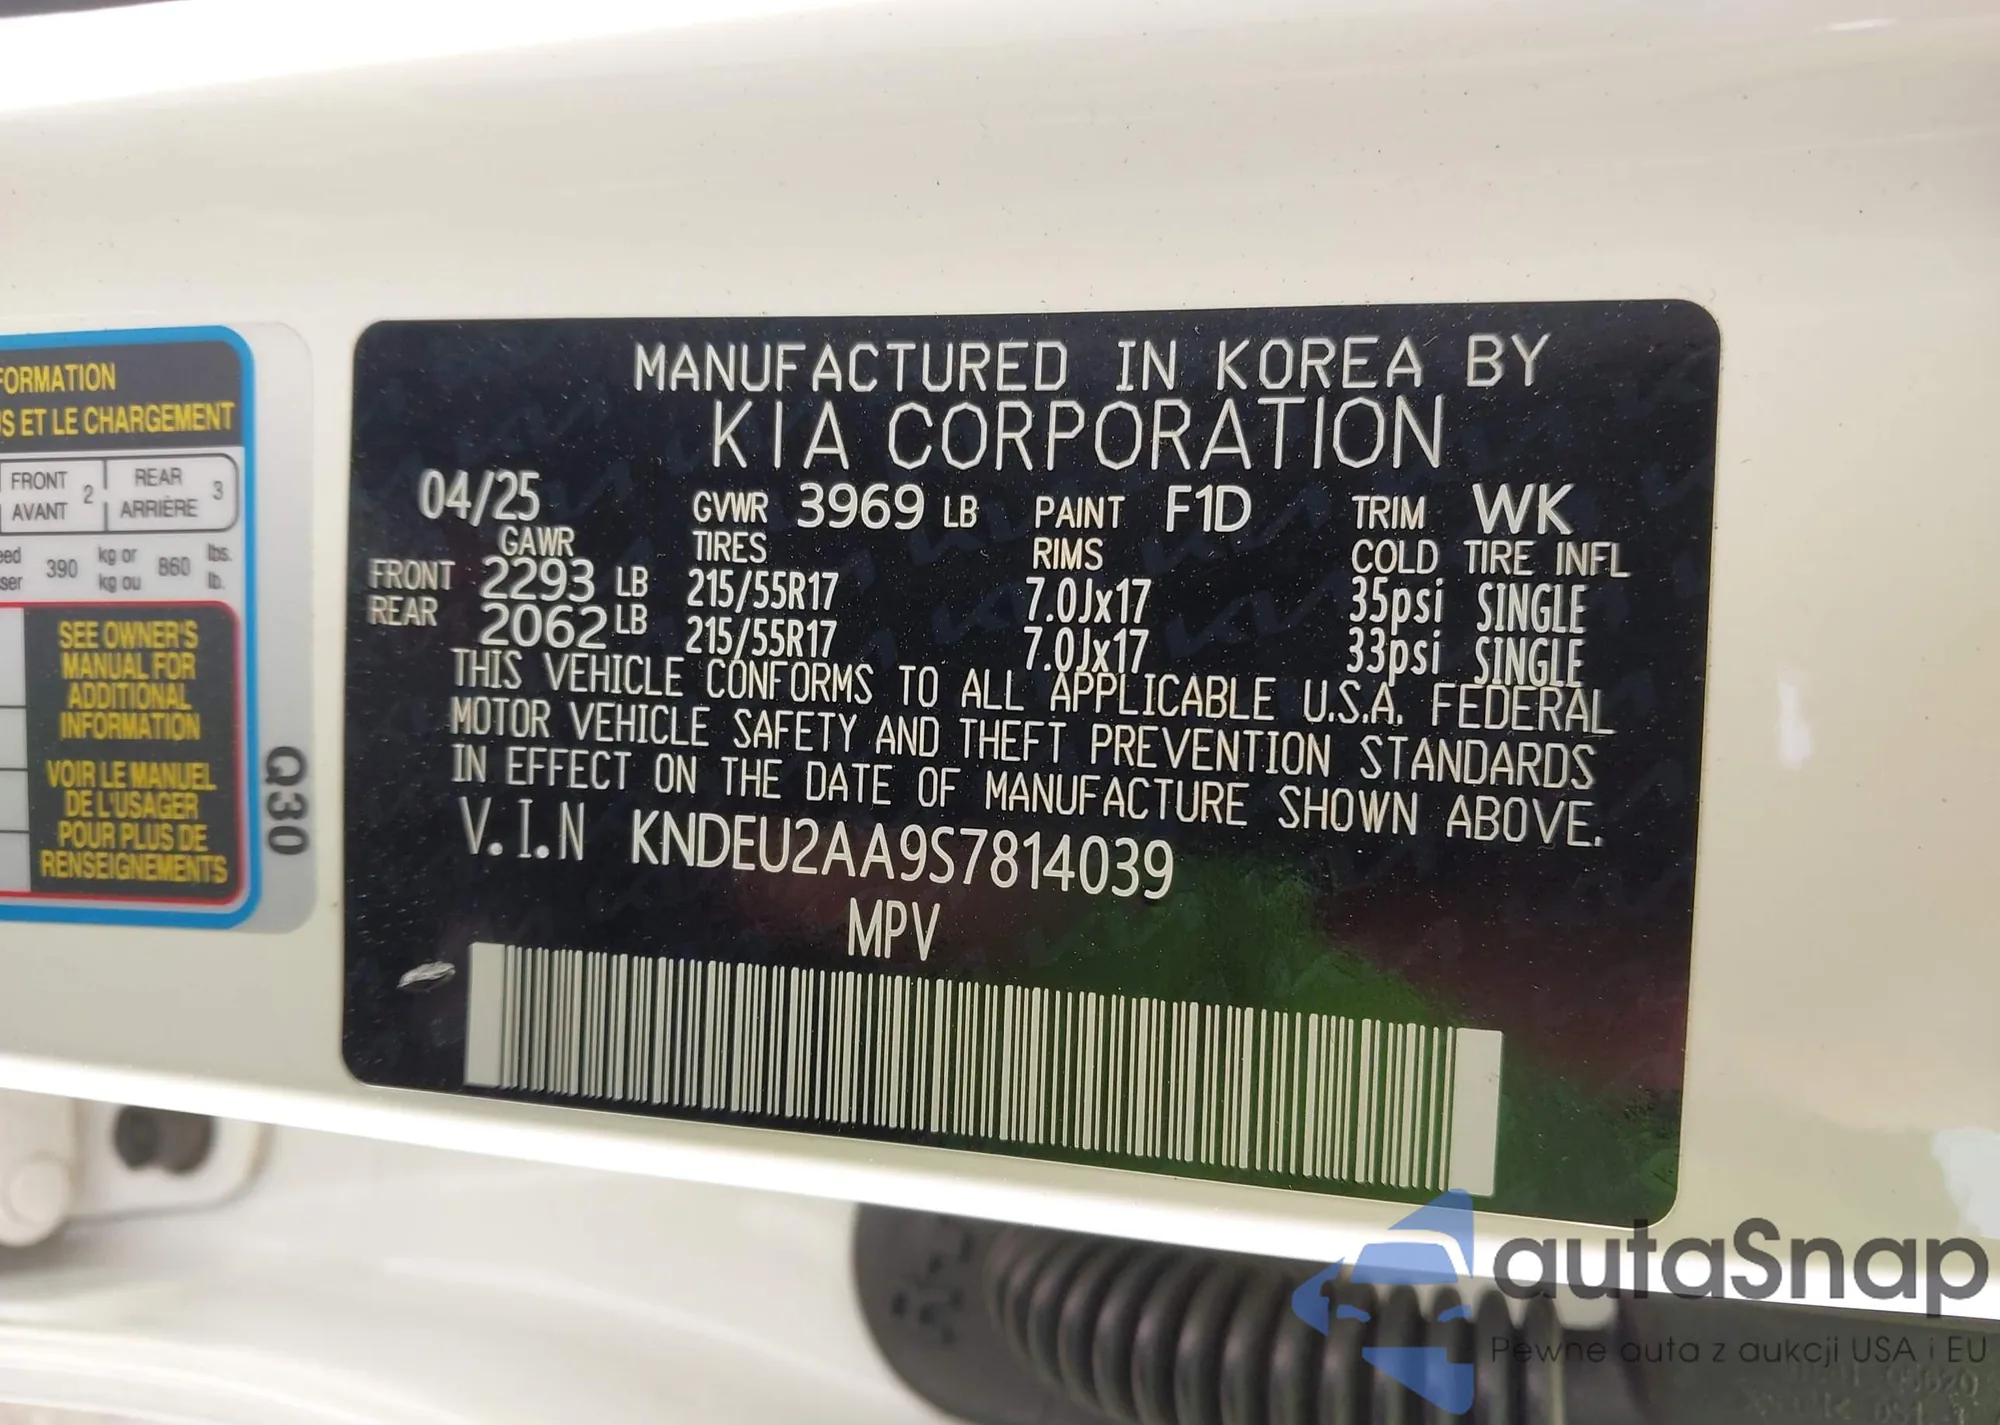 FORMATION
US ET LE CHARGEMENT
FRONT AVANT 2 REAR ARRIÈRE 3
390 kg or kg ou 860 lbs. lb.
SEE OWNER'S
MANUAL FOR
ADDITIONAL
INFORMATION
VOIR LE MANUEL
DE L'USAGER
POUR PLUS DE
RENSEIGNEMENTS
Q30
MANUFACTURED IN KOREA BY
KIA CORPORATION
04/25 GVWR 3969 LB PAINT F1D TRIM WK
GAWR TIRES RIMS COLD TIRE INFL
FRONT 2293 LB 215/55R17 7.0Jx17 35psi SINGLE
REAR 2062 LB 215/55R17 7.0Jx17 33psi SINGLE
THIS VEHICLE CONFORMS TO ALL APPLICABLE U.S.A. FEDERAL
MOTOR VEHICLE SAFETY AND THEFT PREVENTION STANDARDS
IN EFFECT ON THE DATE OF MANUFACTURE SHOWN ABOVE.
V.I.N KNDEU2AA9S7814039
MPV
autaSnap
Pewne auta z aukcji USA i EU